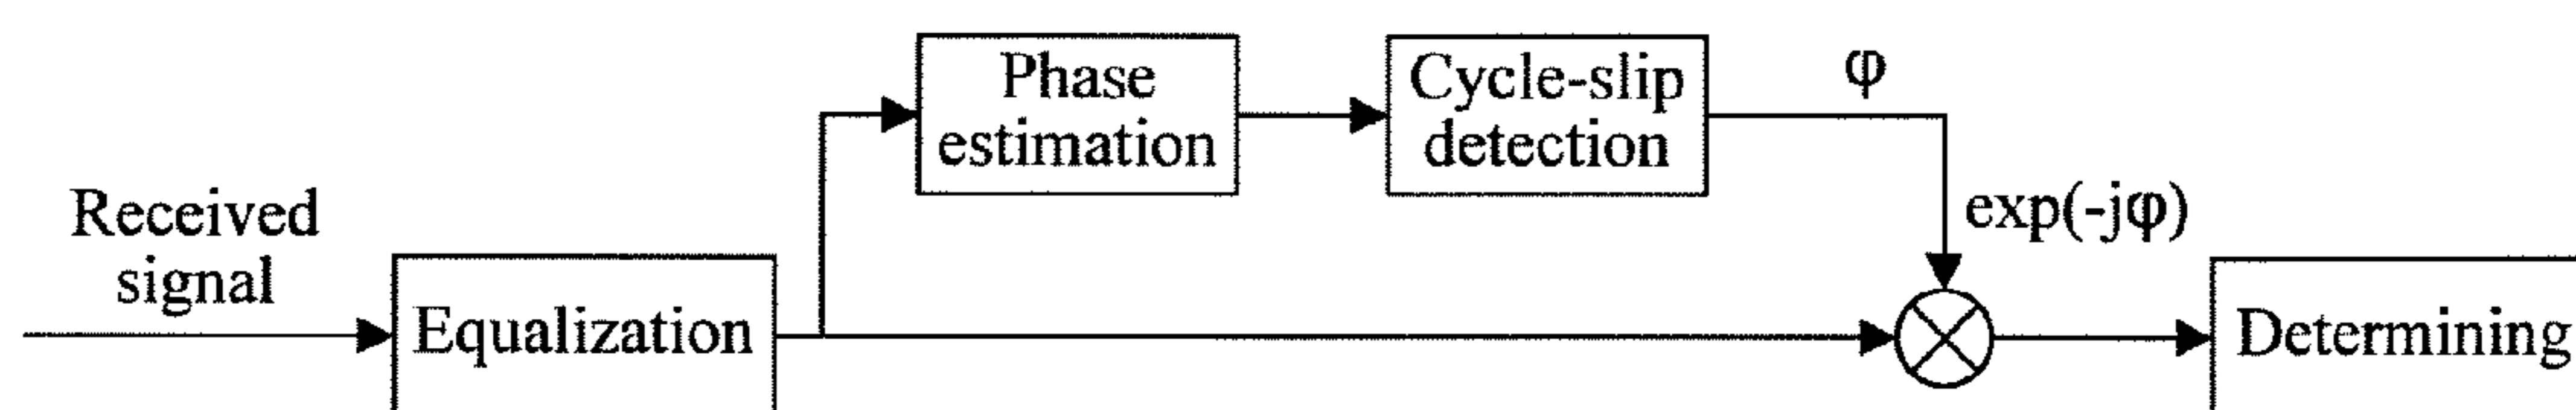 Phase
estimation
Cycle-slip
detection
φ
Received
signal
exp(-jφ)
Equalization
Determining